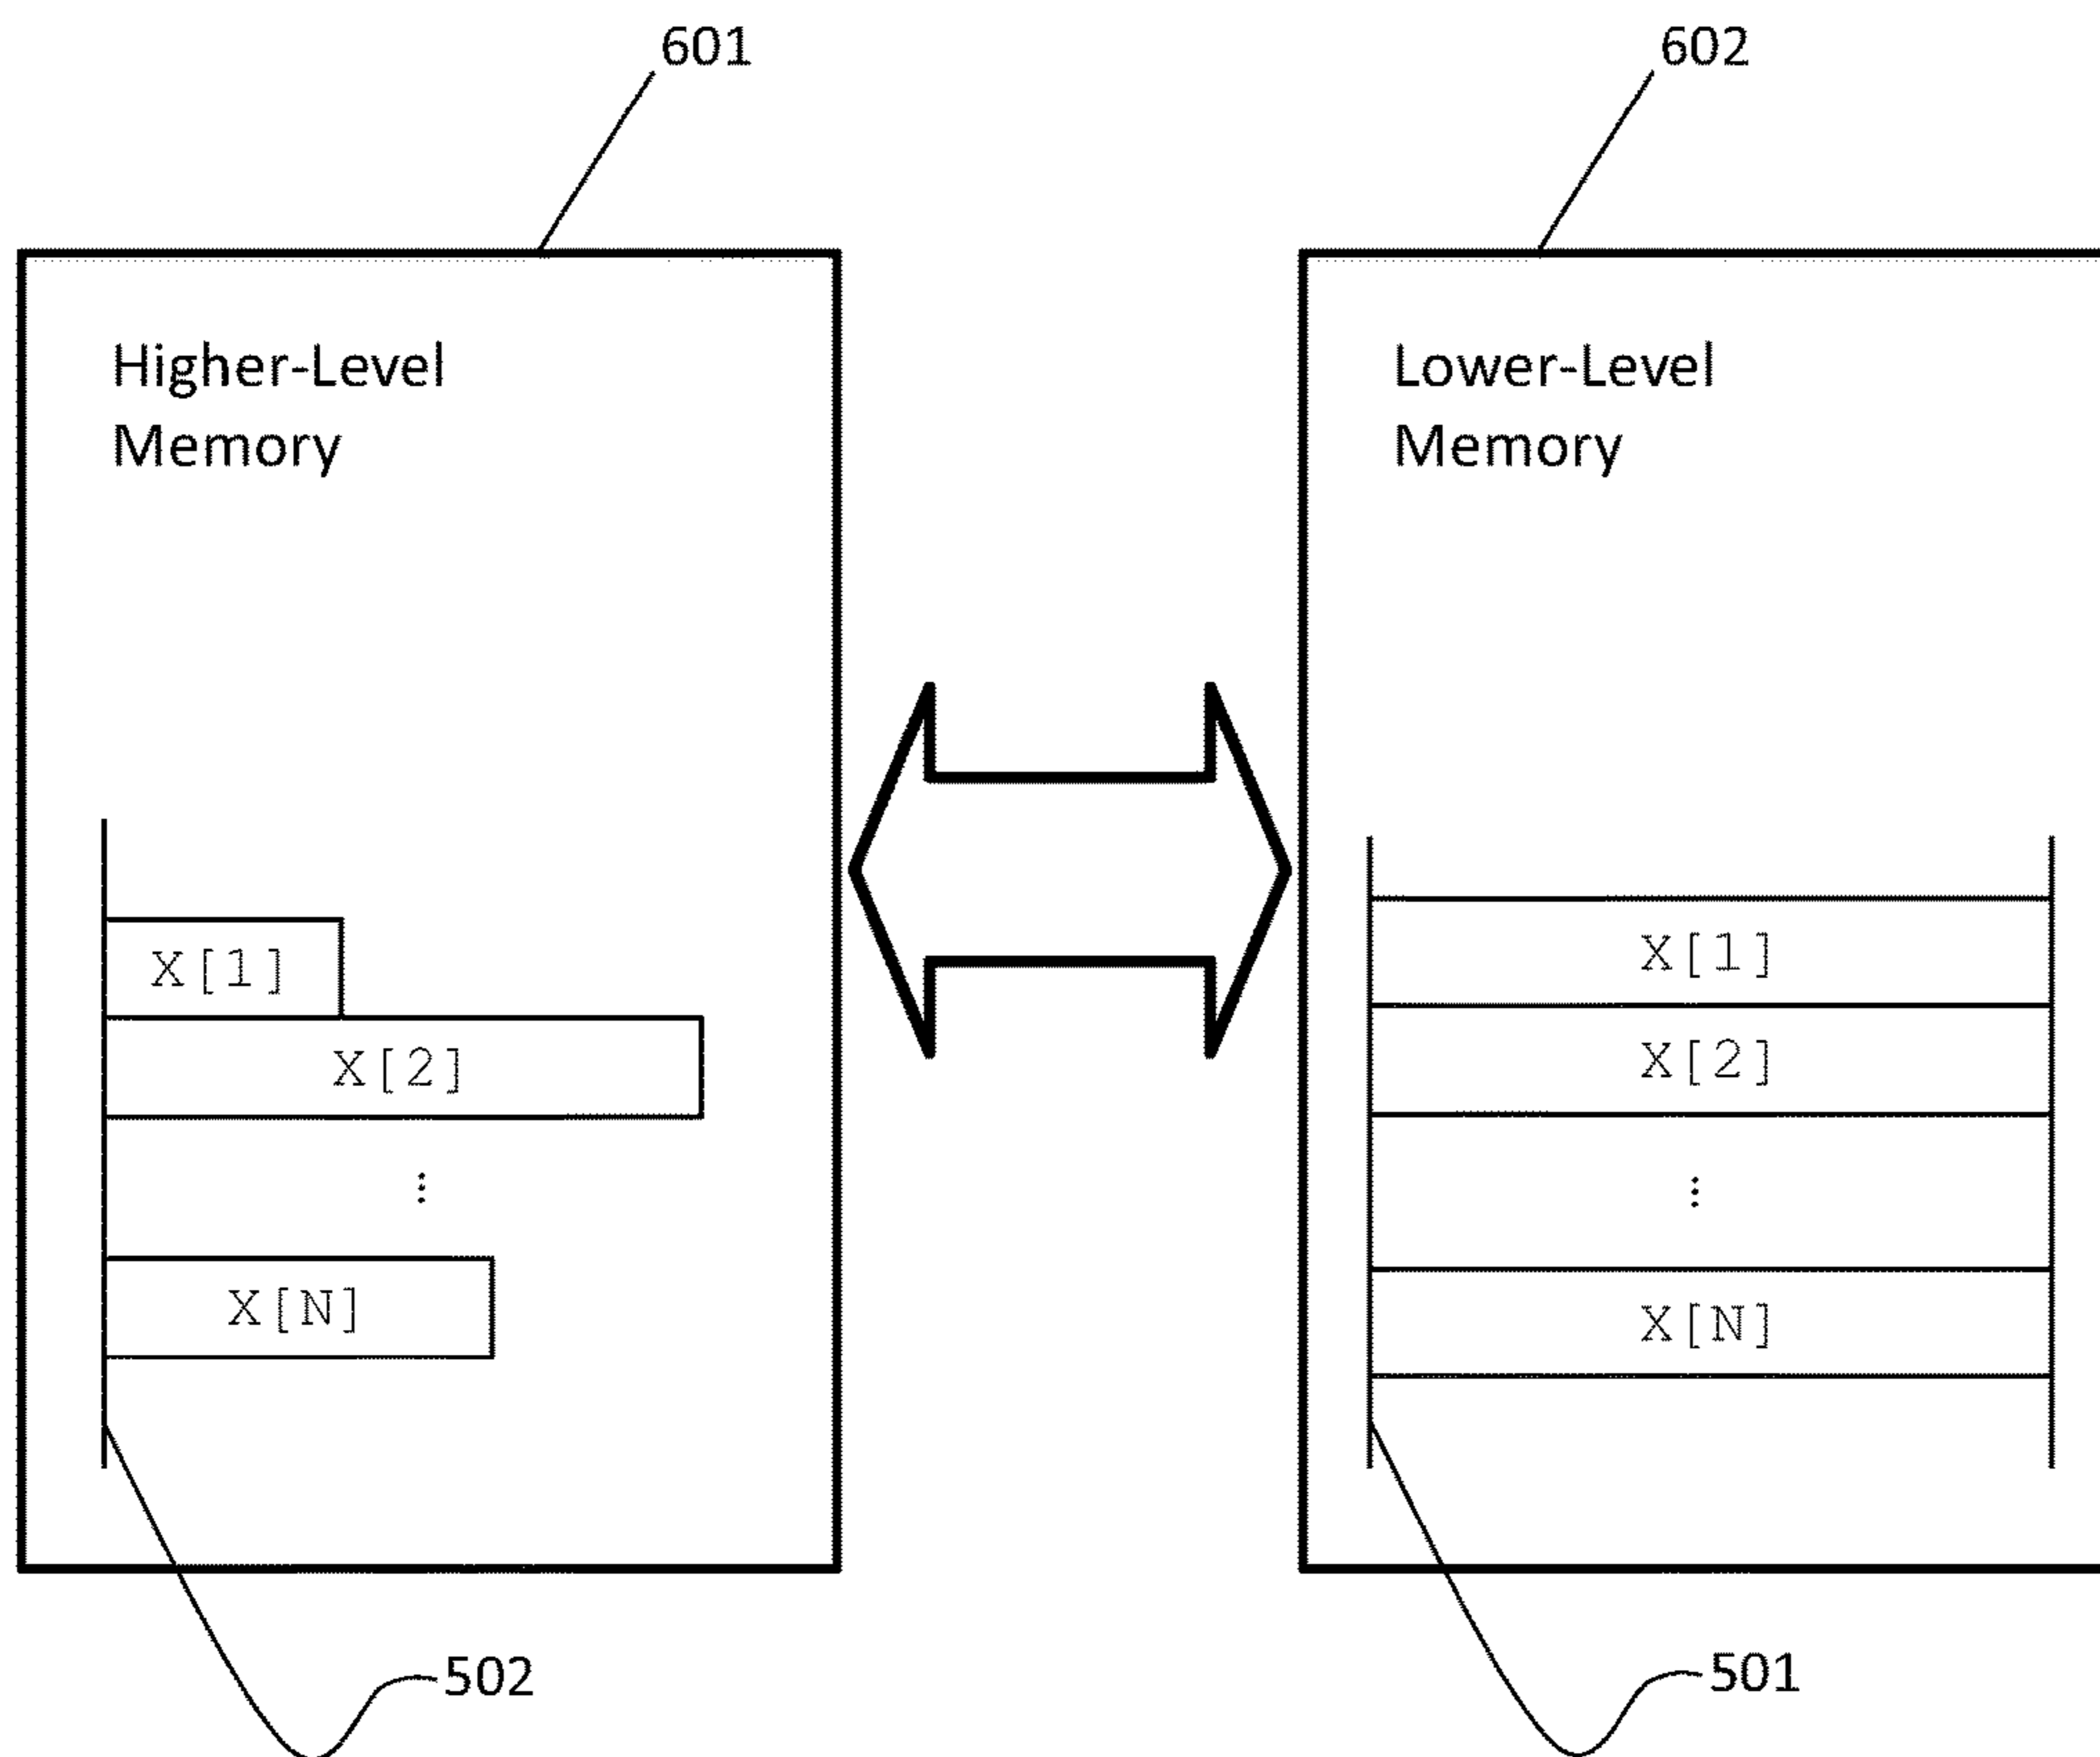 601
602
Higher-Level
Memory
Lower-Level
Memory
X[1]
X[2]
⋮
X[N]
X[1]
X[2]
⋮
X[N]
502
501